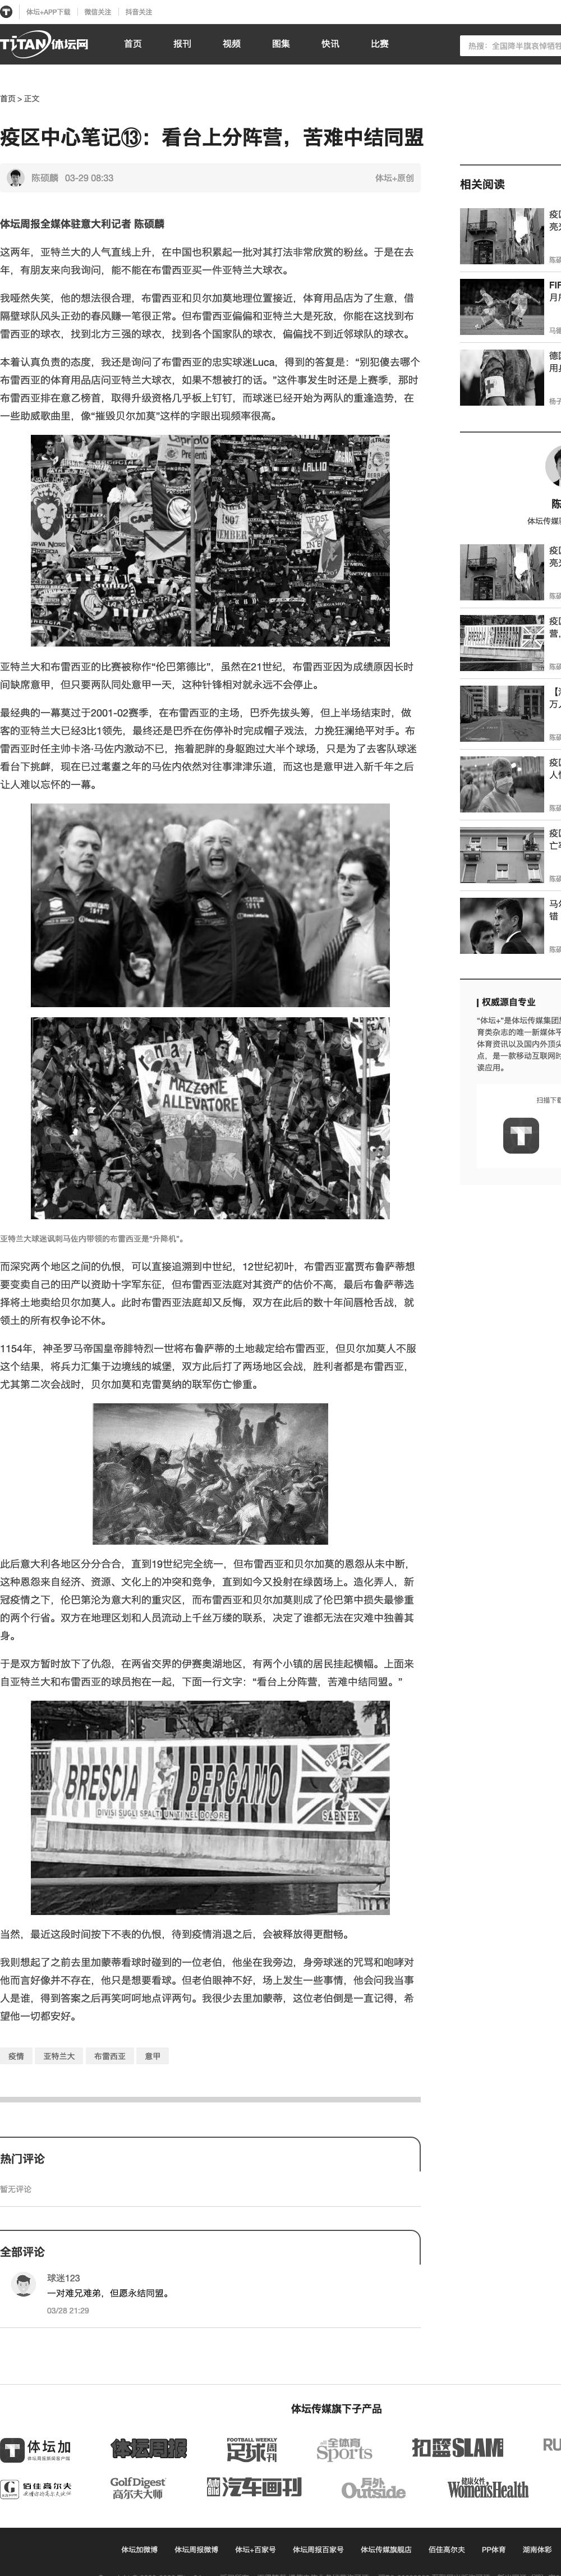 体坛+APP下载 微信关注 抖音关注
TiTAN体坛网 首页 报刊 视频 图集 快讯 比赛
热搜：全国降半旗哀悼牺牲
首页 > 正文
疫区中心笔记⑬：看台上分阵营，苦难中结同盟
陈硕麟 03-29 08:33 体坛+原创
体坛周报全媒体驻意大利记者 陈硕麟
这两年，亚特兰大的人气直线上升，在中国也积累起一批对其打法非常欣赏的粉丝。于是在去
年，有朋友来向我询问，能不能在布雷西亚买一件亚特兰大球衣。
我哑然失笑，他的想法很合理，布雷西亚和贝尔加莫地理位置接近，体育用品店为了生意，借
隔壁球队风头正劲的春风赚一笔很正常。但布雷西亚偏偏和亚特兰大是死敌，你能在这找到布
雷西亚的球衣，找到北方三强的球衣，找到各个国家队的球衣，偏偏找不到近邻球队的球衣。
本着认真负责的态度，我还是询问了布雷西亚的忠实球迷Luca，得到的答复是：“别犯傻去哪个
布雷西亚的体育用品店问亚特兰大球衣，如果不想被打的话。”这件事发生时还是上赛季，那时
布雷西亚排在意乙榜首，取得升级资格几乎板上钉钉，而球迷已经开始为两队的重逢造势，在
一些助威歌曲里，像“摧毁贝尔加莫”这样的字眼出现频率很高。
亚特兰大和布雷西亚的比赛被称作“伦巴第德比”，虽然在21世纪，布雷西亚因为成绩原因长时
间缺席意甲，但只要两队同处意甲一天，这种针锋相对就永远不会停止。
最经典的一幕莫过于2001-02赛季，在布雷西亚的主场，巴乔先拔头筹，但上半场结束时，做
客的亚特兰大已经3比1领先，最终还是巴乔在伤停补时完成帽子戏法，力挽狂澜绝平对手。布
雷西亚时任主帅卡洛·马佐内激动不已，拖着肥胖的身躯跑过大半个球场，只是为了去客队球迷
看台下挑衅，现在已过耄耋之年的马佐内依然对往事津津乐道，而这也是意甲进入新千年之后
让人难以忘怀的一幕。
MAZZONE
ALLEVATORE
亚特兰大球迷讽刺马佐内带领的布雷西亚是“升降机”。
而深究两个地区之间的仇恨，可以直接追溯到中世纪，12世纪初叶，布雷西亚富贾布鲁萨蒂想
要变卖自己的田产以资助十字军东征，但布雷西亚法庭对其资产的估价不高，最后布鲁萨蒂选
择将土地卖给贝尔加莫人。此时布雷西亚法庭却又反悔，双方在此后的数十年间唇枪舌战，就
领土的所有权争论不休。
1154年，神圣罗马帝国皇帝腓特烈一世将布鲁萨蒂的土地裁定给布雷西亚，但贝尔加莫人不服
这个结果，将兵力汇集于边境线的城堡，双方此后打了两场地区会战，胜利者都是布雷西亚，
尤其第二次会战时，贝尔加莫和克雷莫纳的联军伤亡惨重。
此后意大利各地区分分合合，直到19世纪完全统一，但布雷西亚和贝尔加莫的恩怨从未中断，
这种恩怨来自经济、资源、文化上的冲突和竞争，直到如今又投射在绿茵场上。造化弄人，新
冠疫情之下，伦巴第沦为意大利的重灾区，而布雷西亚和贝尔加莫则成了伦巴第中损失最惨重
的两个行省。双方在地理区划和人员流动上千丝万缕的联系，决定了谁都无法在灾难中独善其
身。
于是双方暂时放下了仇怨，在两省交界的伊赛奥湖地区，有两个小镇的居民挂起横幅。上面来
自亚特兰大和布雷西亚的球员抱在一起，下面一行文字：“看台上分阵营，苦难中结同盟。”
BRESCIA BERGAMO
DIVISI SUGLI SPALTI UNITI NEL DOLORE
SARNEK
当然，最近这段时间按下不表的仇恨，待到疫情消退之后，会被释放得更酣畅。
我则想起了之前去里加蒙蒂看球时碰到的一位老伯，他坐在我旁边，身旁球迷的咒骂和咆哮对
他而言好像并不存在，他只是想要看球。但老伯眼神不好，场上发生一些事情，他会问我当事
人是谁，得到答案之后再笑呵呵地点评两句。我很少去里加蒙蒂，这位老伯倒是一直记得，希
望他一切都安好。
疫情 亚特兰大 布雷西亚 意甲
热门评论
暂无评论
全部评论
球迷123
一对难兄难弟，但愿永结同盟。
03/28 21:29
相关阅读
权威源自专业
“体坛+”是体坛传媒集团
育类杂志的唯一新媒体平
体育资讯以及国内外顶尖
点，是一款移动互联网时
读应用。
扫描下载
体坛传媒旗下子产品
体坛加 体坛周报 FOOTBALL WEEKLY 足球周刊 全体育 Sports 扣篮SLAM RU
佰佳高尔夫 Golf Digest 高尔夫大师 汽车画刊 户外 Outside 健康女性 Women'sHealth
体坛加微博 体坛周报微博 体坛+百家号 体坛周报百家号 体坛传媒旗舰店 佰佳高尔夫 PP体育 湖南体彩